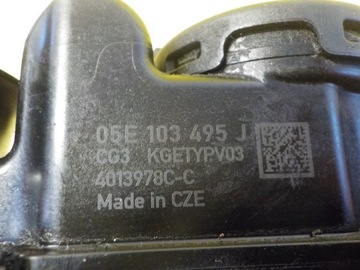 05E 103 495 J
CG3 KGETYPV03
4013978C-C
Made in CZE